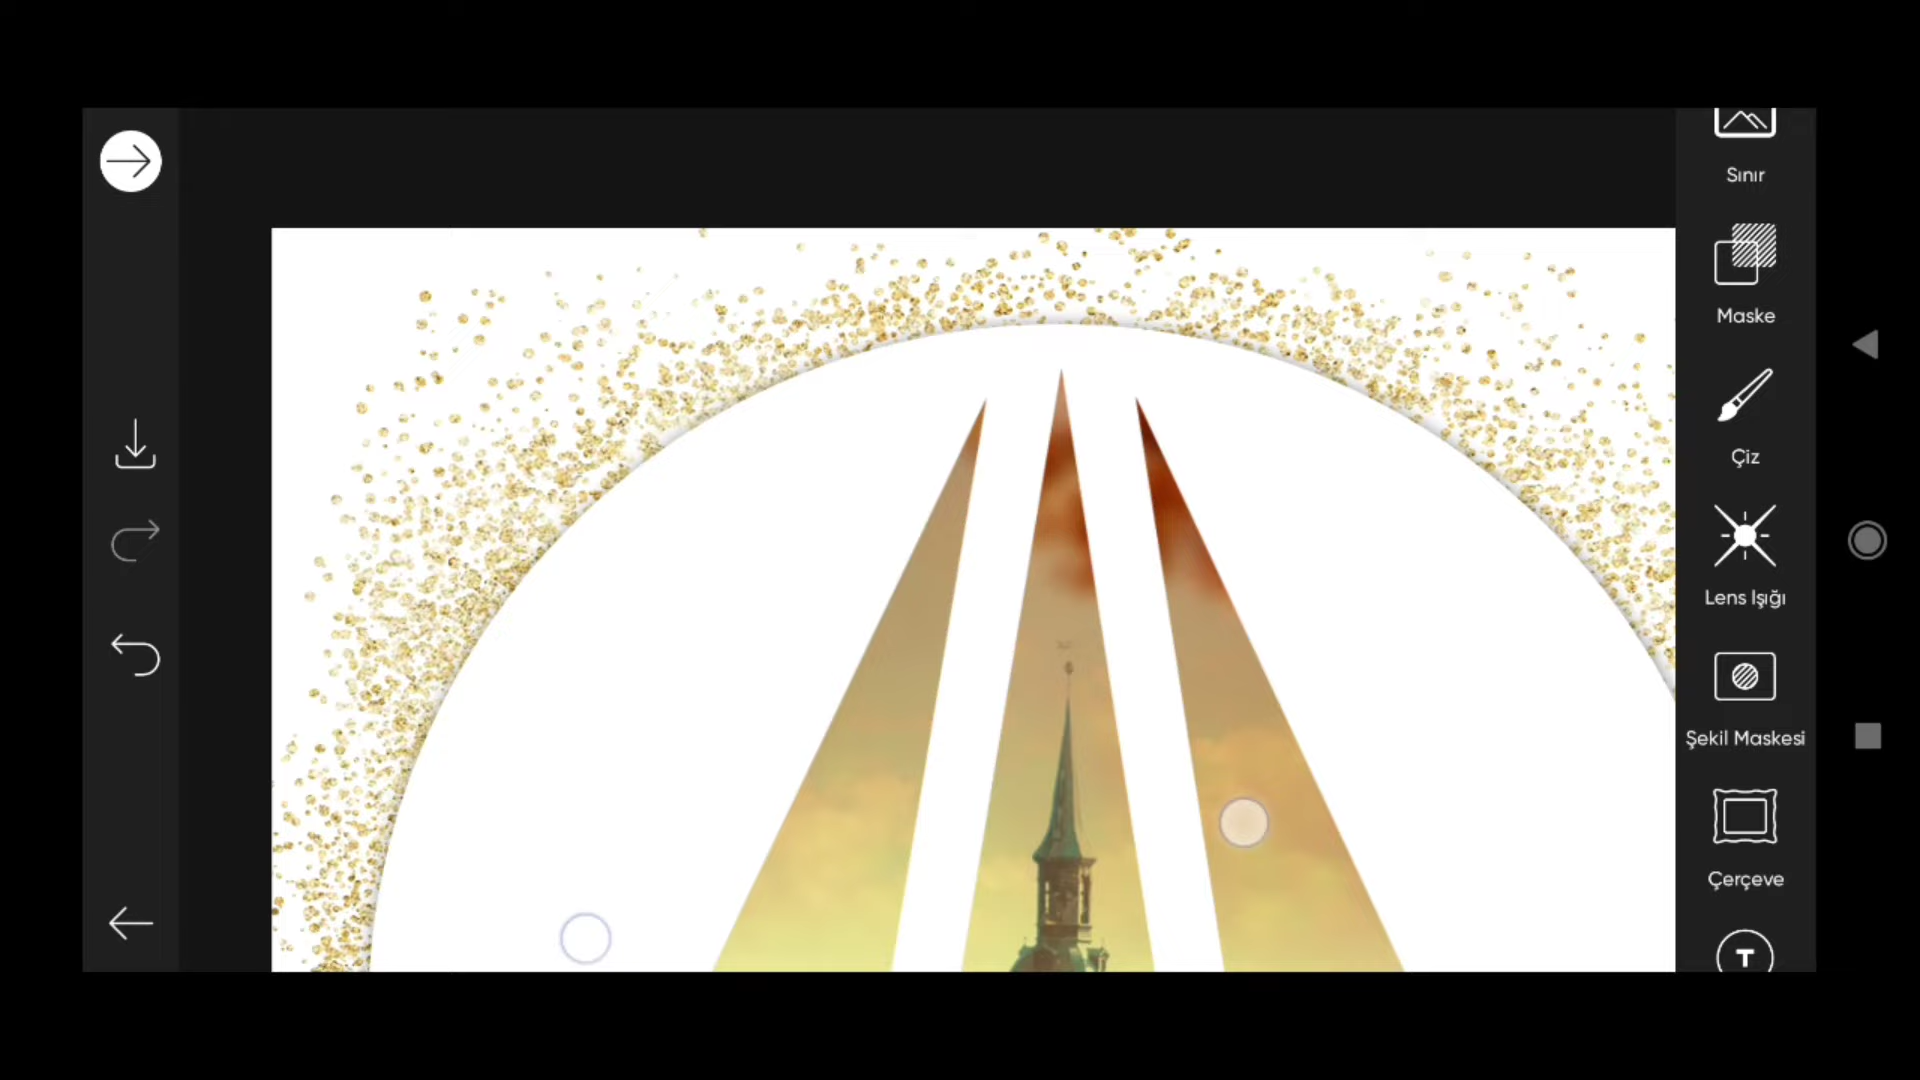 Sınır
Maske
Çiz
Lens Işığı
Şekil Maskesi
Çerçeve
T